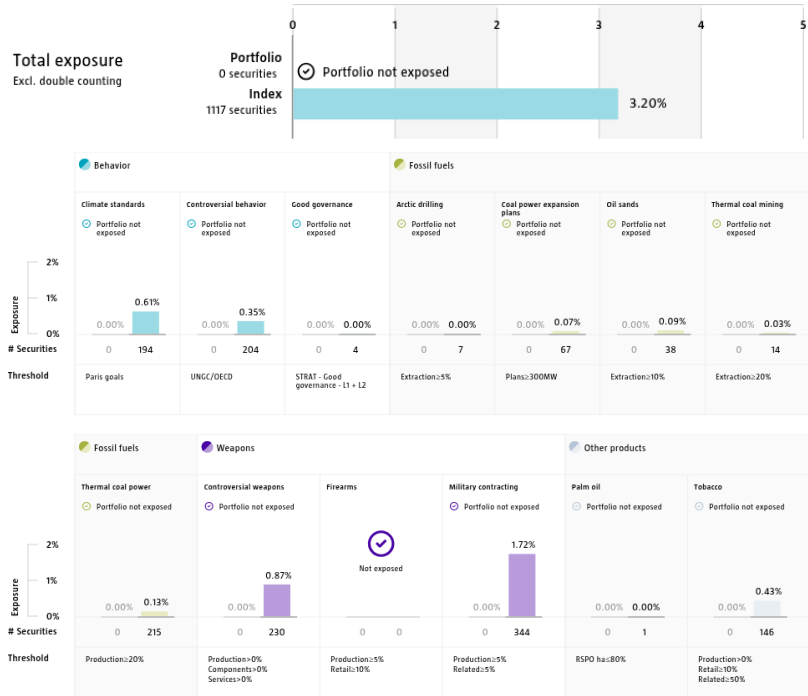 0 1 2 3 4 5
Total exposure
Excl. double counting
Portfolio
0 securities
Portfolio not exposed
Index
1117 securities
3.20%
Behavior
Fossil fuels
Climate standards
Controversial behavior
Good governance
Arctic drilling
Coal power expansion
plans
Oil sands
Thermal coal mining
Portfolio not
exposed
Portfolio not
exposed
Portfolio not
exposed
Portfolio not
exposed
Portfolio not
exposed
Portfolio not
exposed
Portfolio not
exposed
Exposure
2%
1%
0%
0.00% 0.61%
0.00% 0.35%
0.00% 0.00%
0.00% 0.00%
0.00% 0.07%
0.00% 0.09%
0.00% 0.03%
# Securities
0 194
0 204
0 4
0 7
0 67
0 38
0 14
Threshold
Paris goals
UNGC/OECD
STRAT - Good
governance - L1 + L2
Extraction≥5%
Plans≥300MW
Extraction≥10%
Extraction≥20%
Fossil fuels
Weapons
Other products
Thermal coal power
Controversial weapons
Firearms
Military contracting
Palm oil
Tobacco
Portfolio not exposed
Portfolio not exposed
Not exposed
Portfolio not exposed
Portfolio not exposed
Portfolio not exposed
Exposure
2%
1%
0%
0.00% 0.13%
0.00% 0.87%
0.00% 1.72%
0.00% 0.00%
0.00% 0.43%
# Securities
0 215
0 230
0 0
0 344
0 1
0 146
Threshold
Production≥20%
Production>0%
Components>0%
Services>0%
Production≥5%
Retail≥10%
Production≥5%
Related≥5%
RSPO ha≤80%
Production>0%
Retail≥10%
Related≥50%